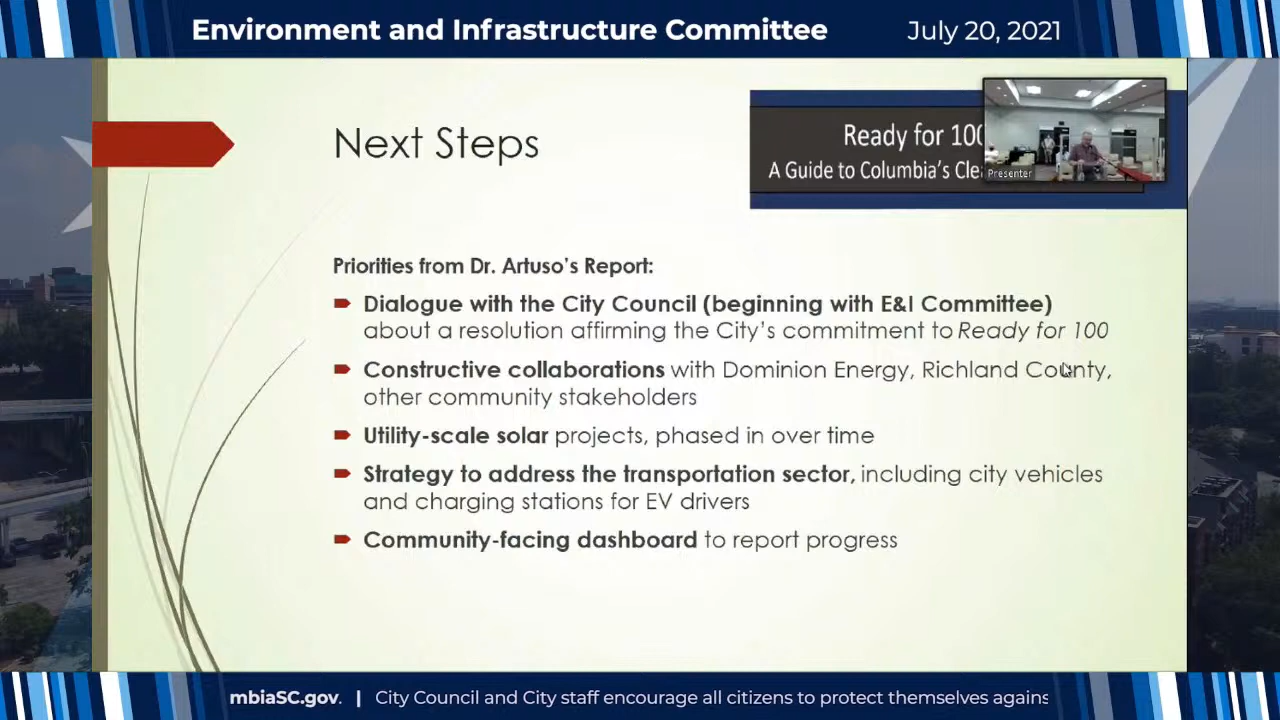 Environment and Infrastructure Committee
July 20, 2021
Next Steps
Ready for 100
A Guide to Columbia's Cle
Presenter
Priorities from Dr. Artuso's Report:
Dialogue with the City Council (beginning with E&I Committee)
about a resolution affirming the City's commitment to Ready for 100
Constructive collaborations with Dominion Energy, Richland County,
other community stakeholders
Utility-scale solar projects, phased in over time
Strategy to address the transportation sector, including city vehicles
and charging stations for EV drivers
Community-facing dashboard to report progress
mbiaSC.gov. | City Council and City staff encourage all citizens to protect themselves agains